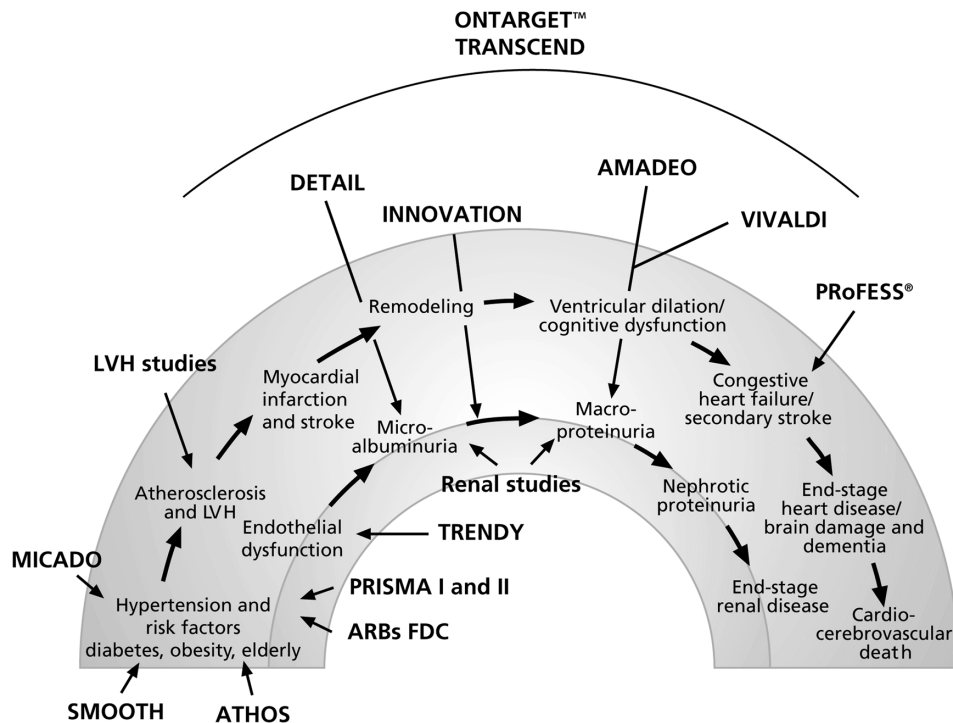 ONTARGET™
TRANSCEND
DETAIL
INNOVATION
AMADEO
VIVALDI
PRoFESS®
LVH studies
Remodeling
Ventricular dilation/
cognitive dysfunction
Myocardial
infarction
and stroke
Congestive
heart failure/
secondary stroke
Micro-
albuminuria
Macro-
proteinuria
Renal studies
Atherosclerosis
and LVH
Nephrotic
proteinuria
End-stage
heart disease/
brain damage and
dementia
Endothelial
dysfunction
TRENDY
MICADO
PRISMA I and II
ARBs FDC
Hypertension and
risk factors
diabetes, obesity, elderly
End-stage
renal disease
Cardio-
cerebrovascular
death
SMOOTH
ATHOS